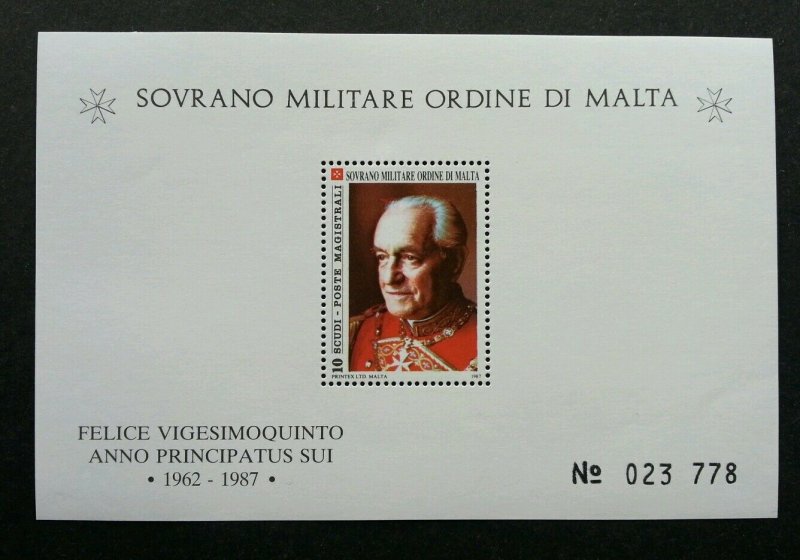 SOVRANO MILITARE ORDINE DI MALTA
SOVRANO MILITARE ORDINE DI MALTA
10 SCUDI - POSTE MAGISTRALI
PRINTEX LTD. MALTA 1987
FELICE VIGESIMOQUINTO
ANNO PRINCIPATUS SUI
• 1962 - 1987 •
№ 023 778